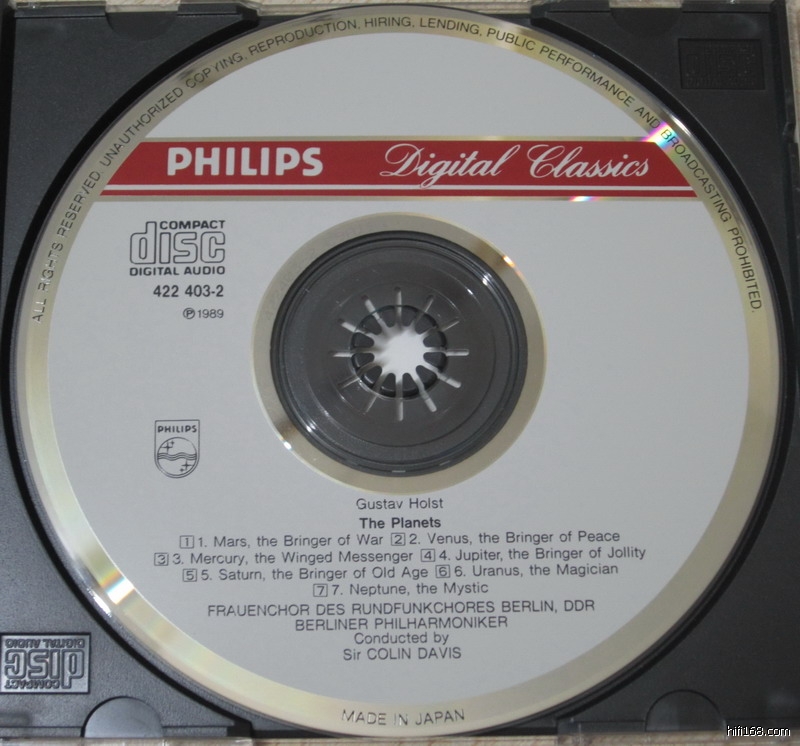 ALL RIGHTS RESERVED. UNAUTHORIZED COPYING, REPRODUCTION, HIRING, LENDING, PUBLIC PERFORMANCE AND BROADCASTING PROHIBITED.
PHILIPS Digital Classics
COMPACT
disc
DIGITAL AUDIO
422 403-2
℗ 1989
PHILIPS
Gustav Holst
The Planets
1 1. Mars, the Bringer of War 2 2. Venus, the Bringer of Peace
3 3. Mercury, the Winged Messenger 4 4. Jupiter, the Bringer of Jollity
5 5. Saturn, the Bringer of Old Age 6 6. Uranus, the Magician
7 7. Neptune, the Mystic
FRAUENCHOR DES RUNDFUNKCHORES BERLIN, DDR
BERLINER PHILHARMONIKER
Conducted by
Sir COLIN DAVIS
MADE IN JAPAN
COMPACT
disc
DIGITAL AUDIO
hifi168.com